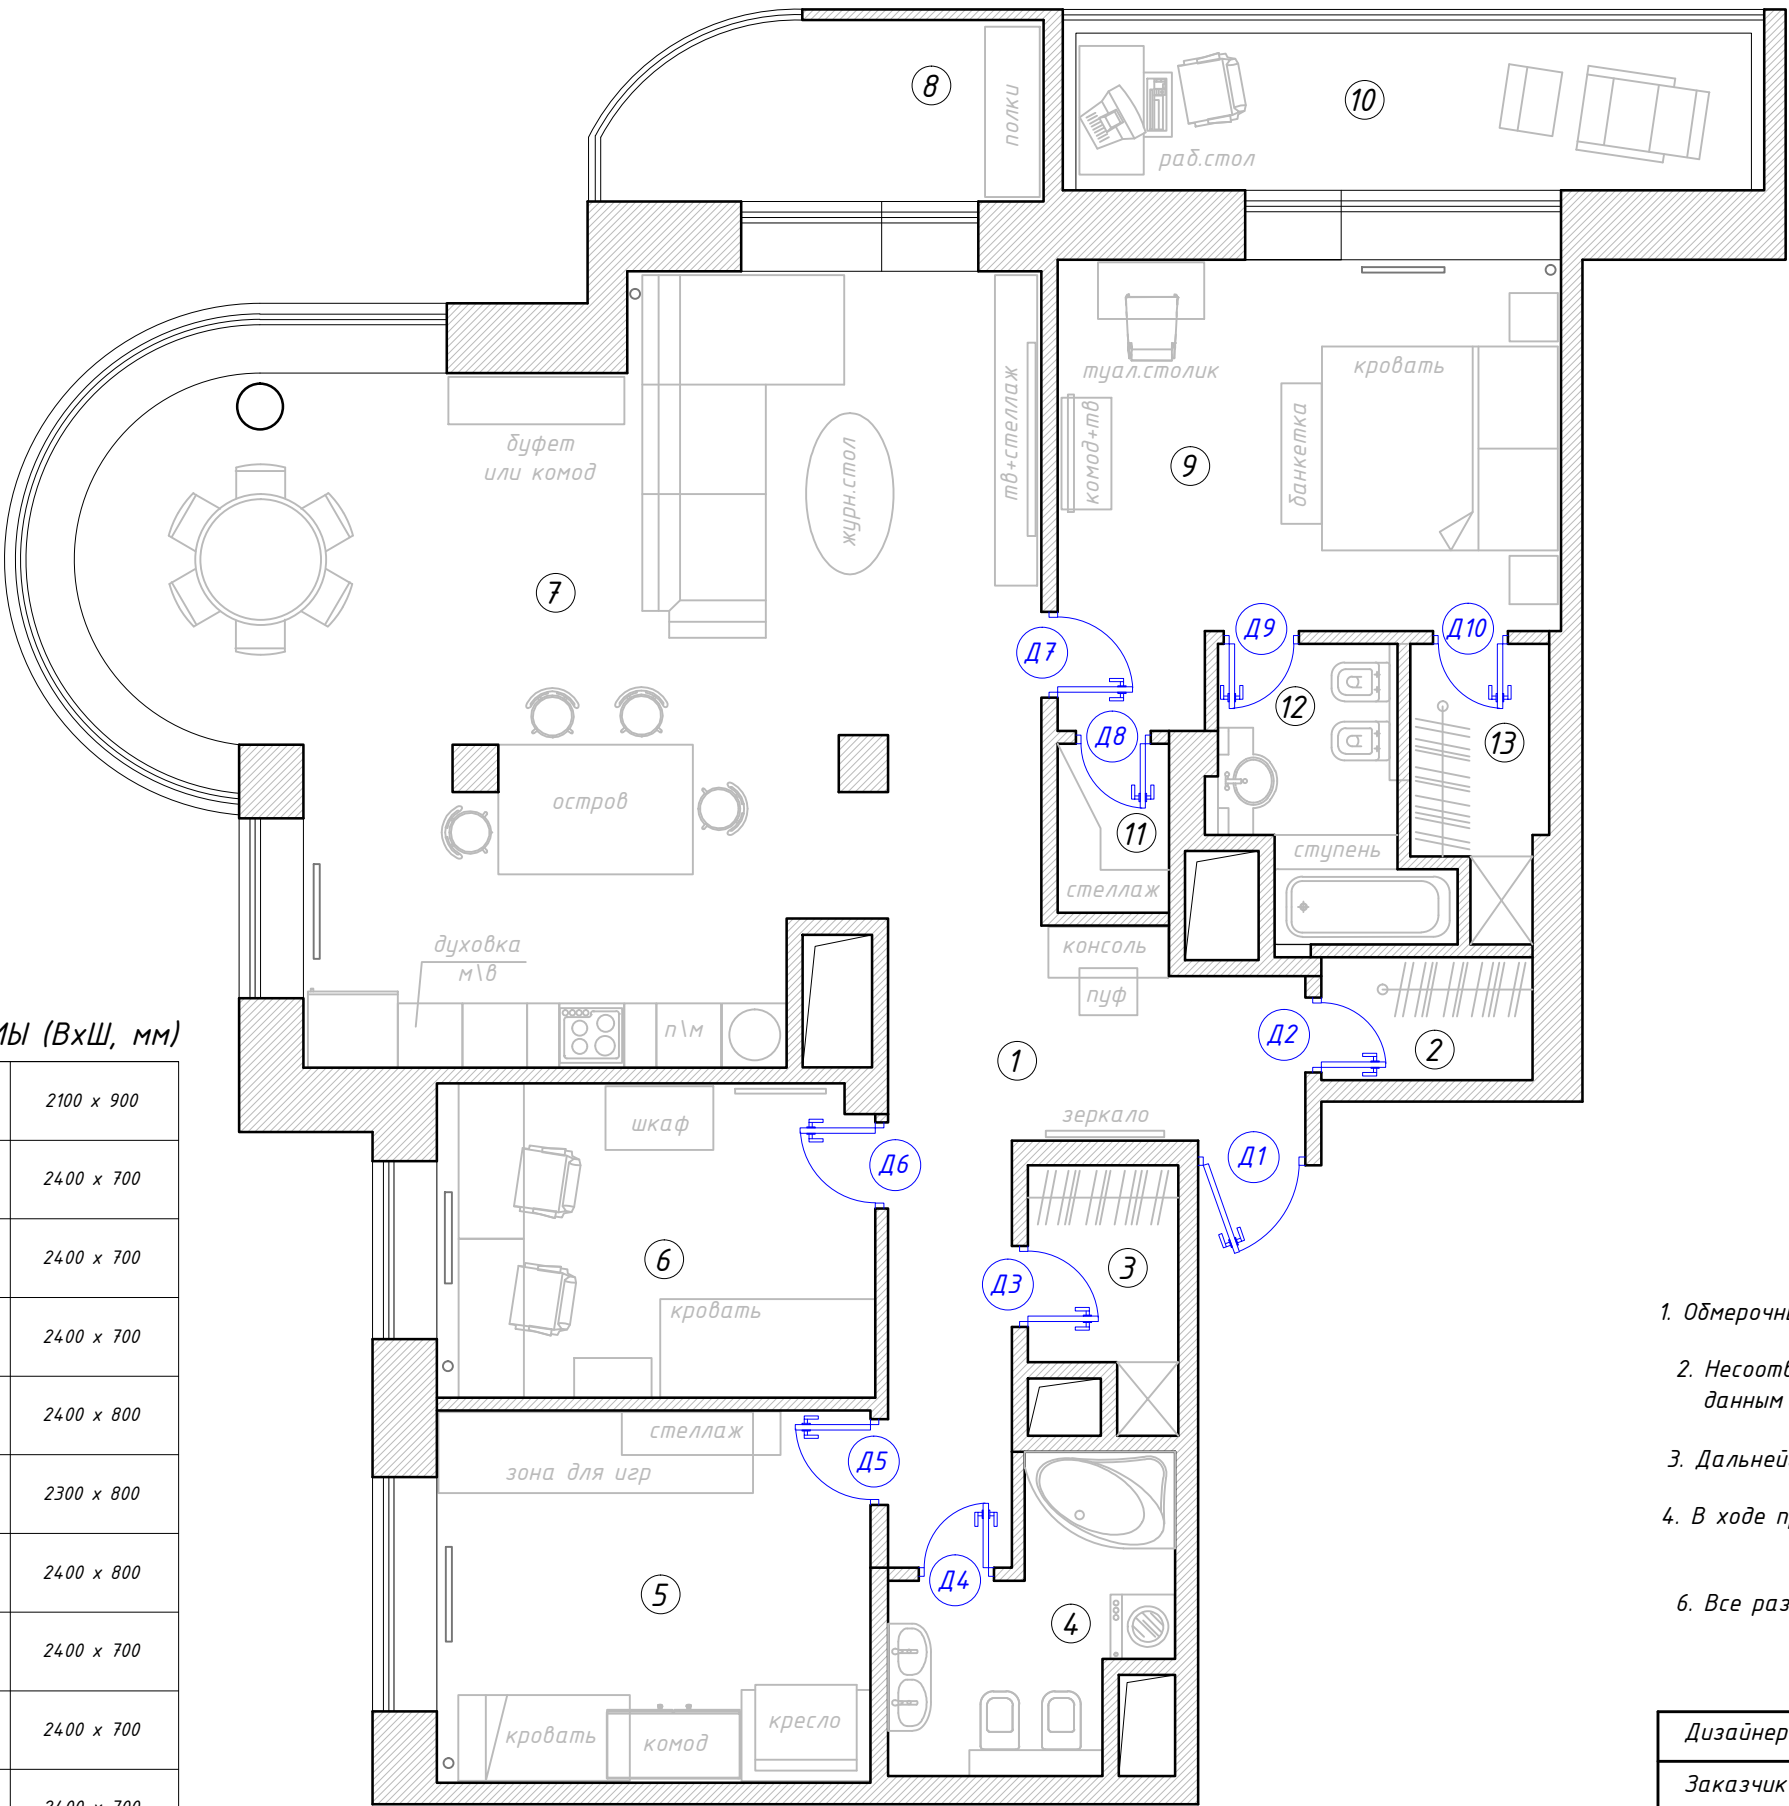 8
полки
10
раб.стол
туал.столик
кровать
комод+тв
банкетка
9
тв+стеллаж
журн.стол
буфет
или комод
7
Д7
Д9
Д10
12
13
Д8
11
остров
ступень
стеллаж
консоль
пуф
духовка
м\в
п\м
1
Д2
2
зеркало
Д1
шкаф
Д6
6
кровать
Д3
3
стеллаж
зона для игр
Д5
5
Д4
4
кровать
комод
кресло
(ВхШ, мм)
2100 x 900
2400 x 700
2400 x 700
2400 x 700
2400 x 800
2300 x 800
2400 x 800
2400 x 700
2400 x 700
2400 x 700
1.
2.
данным
3.
4. В ходе
6. Все
Дизайнер
Заказчик